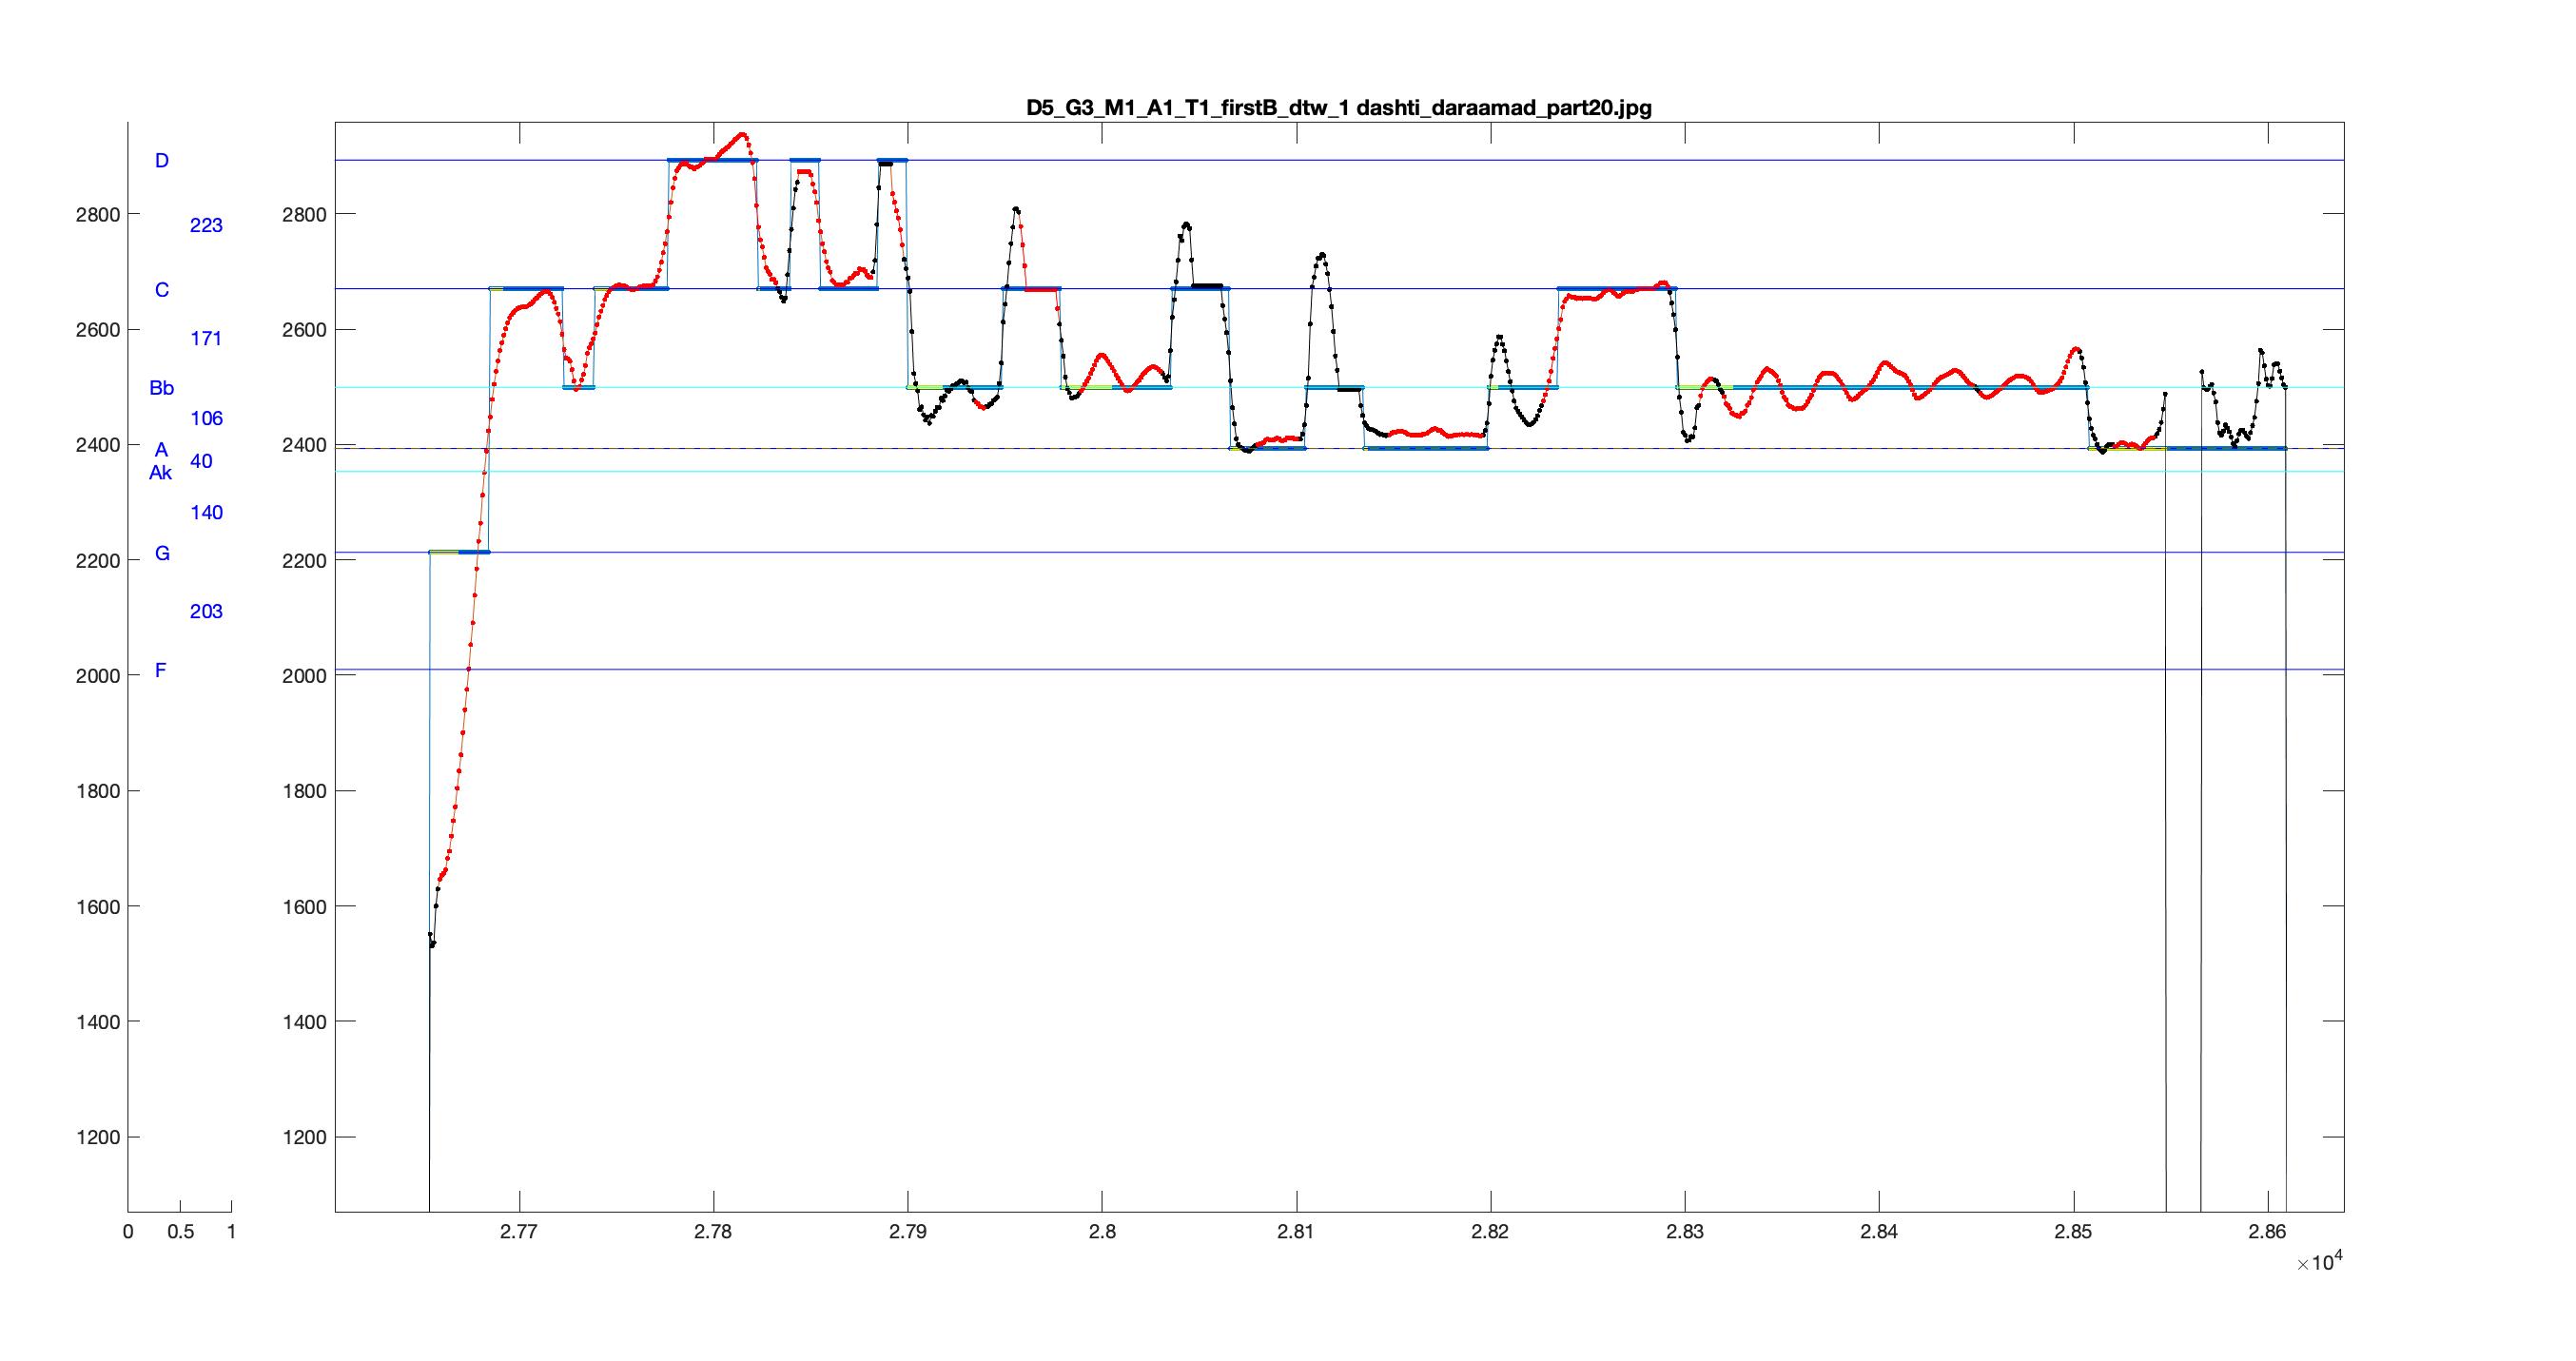 D5_G3_M1_A1_T1_firstB_dtw_1 dashti_daraamad_part20.jpg
D
2800 223 2800
C
2600 171 2600
Bb
106
2400 A 2400
40
Ak
140
2200 G 2200
203
2000 F 2000
1800 1800
1600 1600
1400 1400
1200 1200
0 0.5 1 2.77 2.78 2.79 2.8 2.81 2.82 2.83 2.84 2.85 2.86
×10^4